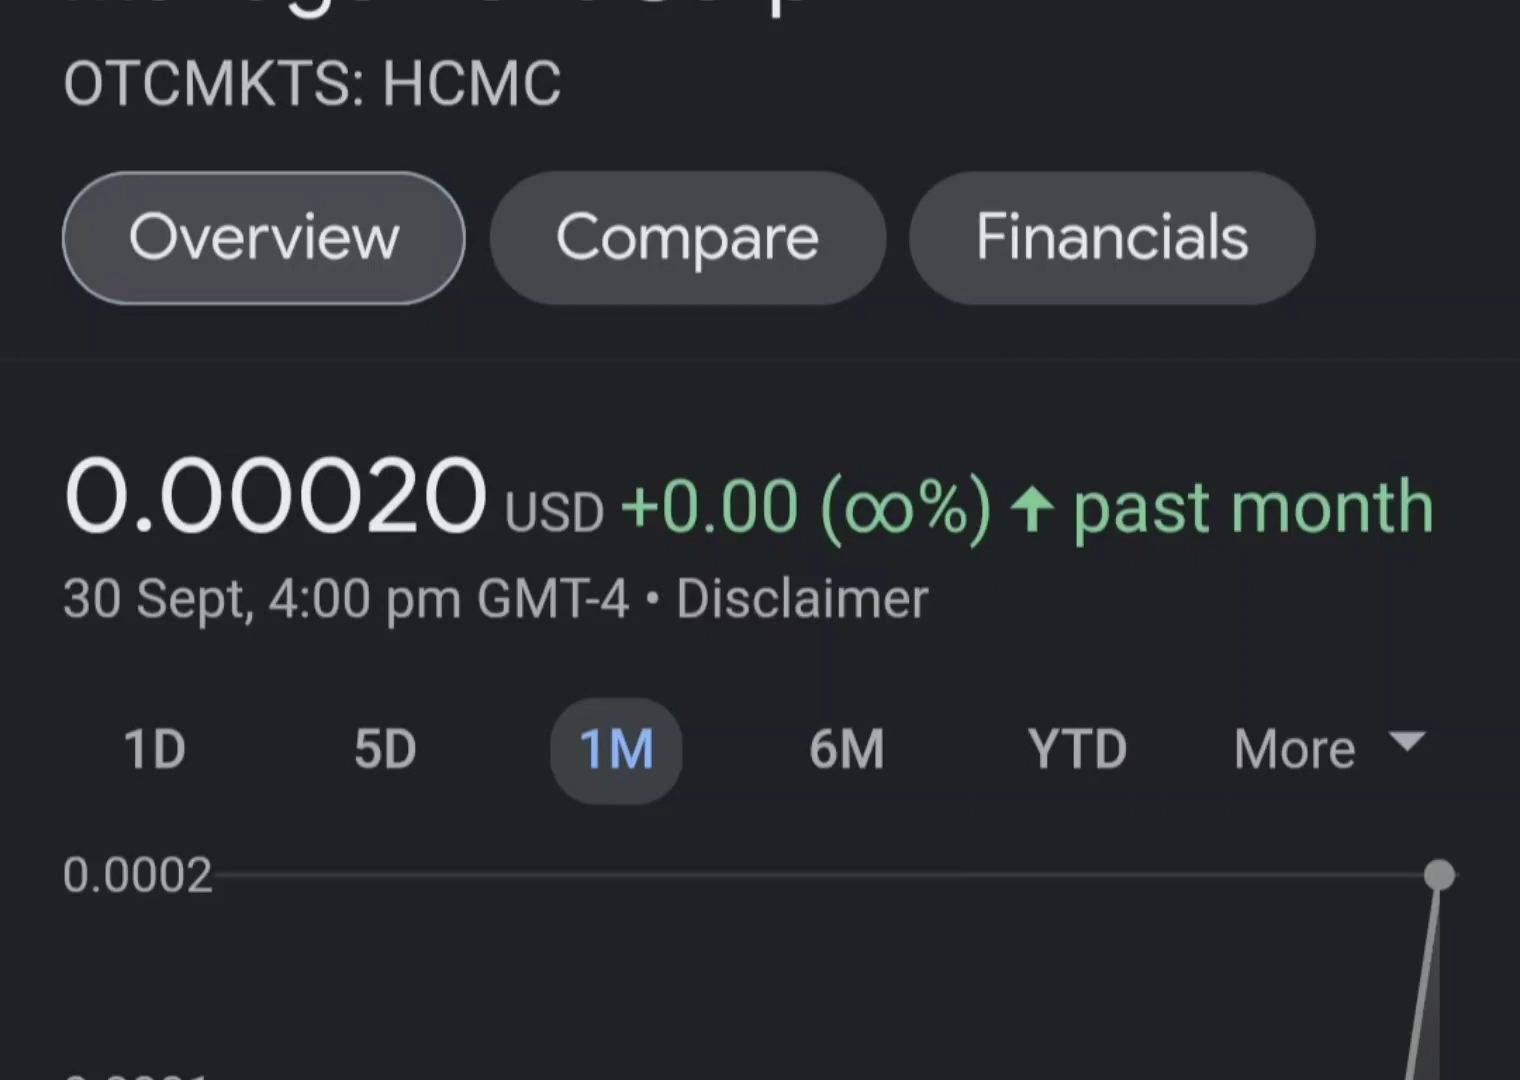 OTCMKTS: HCMC
Overview Compare Financials
0.00020 USD +0.00 (∞%) ↑ past month
30 Sept, 4:00 pm GMT-4 • Disclaimer
1D 5D 1M 6M YTD More
0.0002